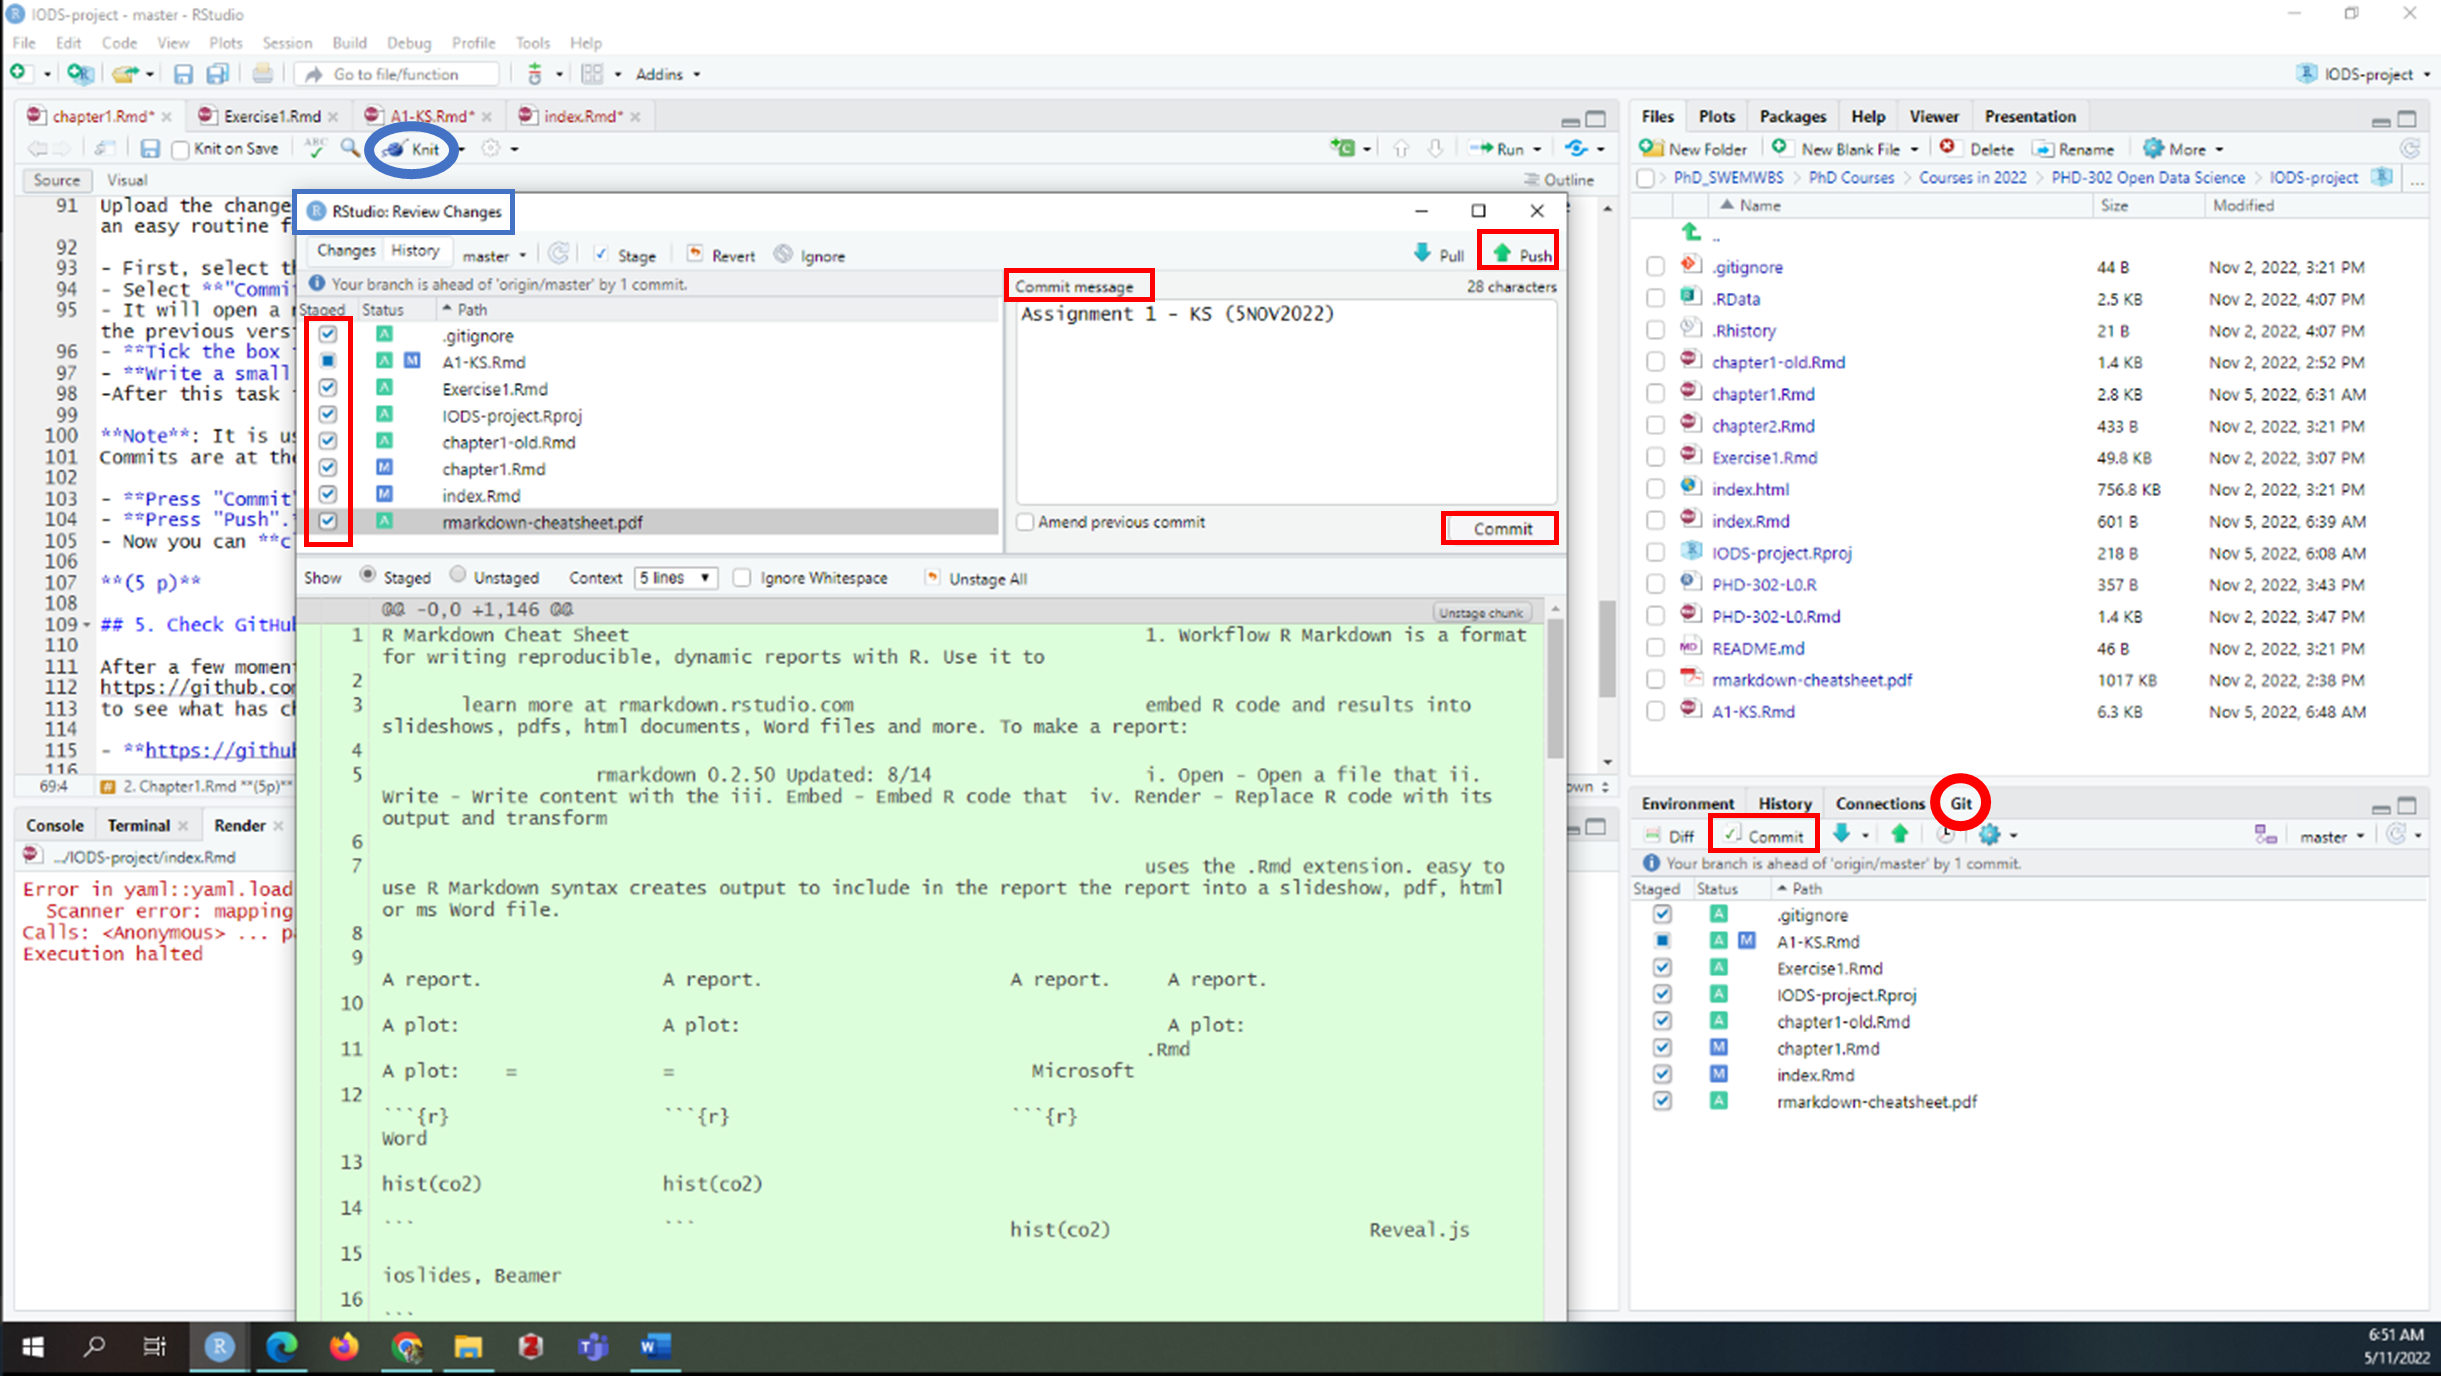 IODS-project - master - RStudio
File Edit Code View Plots Session Build Debug Profile Tools Help
Go to file/function Addins IODS-project
chapter1.Rmd* Exercise1.Rmd A1-KS.Rmd* index.Rmd*
Knit on Save ABC Knit Run
Source Visual Outline
91 Upload the change
an easy routine f
92
93 - First, select th
94 - Select **"Commi
95 - It will open a
the previous vers
96 - **Tick the box
97 - **Write a small
98 -After this task
99
100 **Note**: It is us
101 Commits are at the
102
103 - **Press "Commit
104 - **Press "Push".
105 - Now you can **c
106
107 **(5 p)**
108
109 ## 5. Check GitHu
110
111 After a few momen
112 https://github.co
113 to see what has c
114
115 - **https://githu
116
69:4 2. Chapter1.Rmd **(5p)**
Console Terminal Render
.../IODS-project/index.Rmd
Error in yaml::yaml.load
Scanner error: mapping
Calls: <Anonymous> ... pa
Execution halted
RStudio: Review Changes
Changes History master Stage Revert Ignore Pull Push
Your branch is ahead of 'origin/master' by 1 commit.
Staged Status Path
A .gitignore
A M A1-KS.Rmd
A Exercise1.Rmd
A IODS-project.Rproj
A chapter1-old.Rmd
M chapter1.Rmd
M index.Rmd
A rmarkdown-cheatsheet.pdf
Commit message 28 characters
Assignment 1 - KS (5NOV2022)
Amend previous commit Commit
Show Staged Unstaged Context 5 lines Ignore Whitespace Unstage All
@@ -0,0 +1,146 @@ Unstage chunk
1 R Markdown Cheat Sheet 1. Workflow R Markdown is a format
for writing reproducible, dynamic reports with R. Use it to
2
3 learn more at rmarkdown.rstudio.com embed R code and results into
slideshows, pdfs, html documents, Word files and more. To make a report:
4
5 rmarkdown 0.2.50 Updated: 8/14 i. Open - Open a file that ii.
Write - Write content with the iii. Embed - Embed R code that iv. Render - Replace R code with its
output and transform
6
7 uses the .Rmd extension. easy to
use R Markdown syntax creates output to include in the report the report into a slideshow, pdf, html
or ms Word file.
8
9
A report. A report. A report. A report.
10
A plot: A plot: A plot:
11 .Rmd
A plot: = = Microsoft
12
```{r} ```{r} ```{r}
Word
13
hist(co2) hist(co2)
14
``` ``` hist(co2) Reveal.js
15
ioslides, Beamer
16
```
own
Files Plots Packages Help Viewer Presentation
New Folder New Blank File Delete Rename More
PhD_SWEMWBS > PhD Courses > Courses in 2022 > PHD-302 Open Data Science > IODS-project ...
Name Size Modified
..
.gitignore 44 B Nov 2, 2022, 3:21 PM
.RData 2.5 KB Nov 2, 2022, 4:07 PM
.Rhistory 21 B Nov 2, 2022, 4:07 PM
chapter1-old.Rmd 1.4 KB Nov 2, 2022, 2:52 PM
chapter1.Rmd 2.8 KB Nov 5, 2022, 6:31 AM
chapter2.Rmd 433 B Nov 2, 2022, 3:21 PM
Exercise1.Rmd 49.8 KB Nov 2, 2022, 3:07 PM
index.html 756.8 KB Nov 2, 2022, 3:21 PM
index.Rmd 601 B Nov 5, 2022, 6:39 AM
IODS-project.Rproj 218 B Nov 5, 2022, 6:08 AM
PHD-302-L0.R 357 B Nov 2, 2022, 3:43 PM
PHD-302-L0.Rmd 1.4 KB Nov 2, 2022, 3:47 PM
README.md 46 B Nov 2, 2022, 3:21 PM
rmarkdown-cheatsheet.pdf 1017 KB Nov 2, 2022, 2:38 PM
A1-KS.Rmd 6.3 KB Nov 5, 2022, 6:48 AM
Environment History Connections Git
Diff Commit master
Your branch is ahead of 'origin/master' by 1 commit.
Staged Status Path
A .gitignore
A M A1-KS.Rmd
A Exercise1.Rmd
A IODS-project.Rproj
A chapter1-old.Rmd
M chapter1.Rmd
M index.Rmd
A rmarkdown-cheatsheet.pdf
6:51 AM
5/11/2022